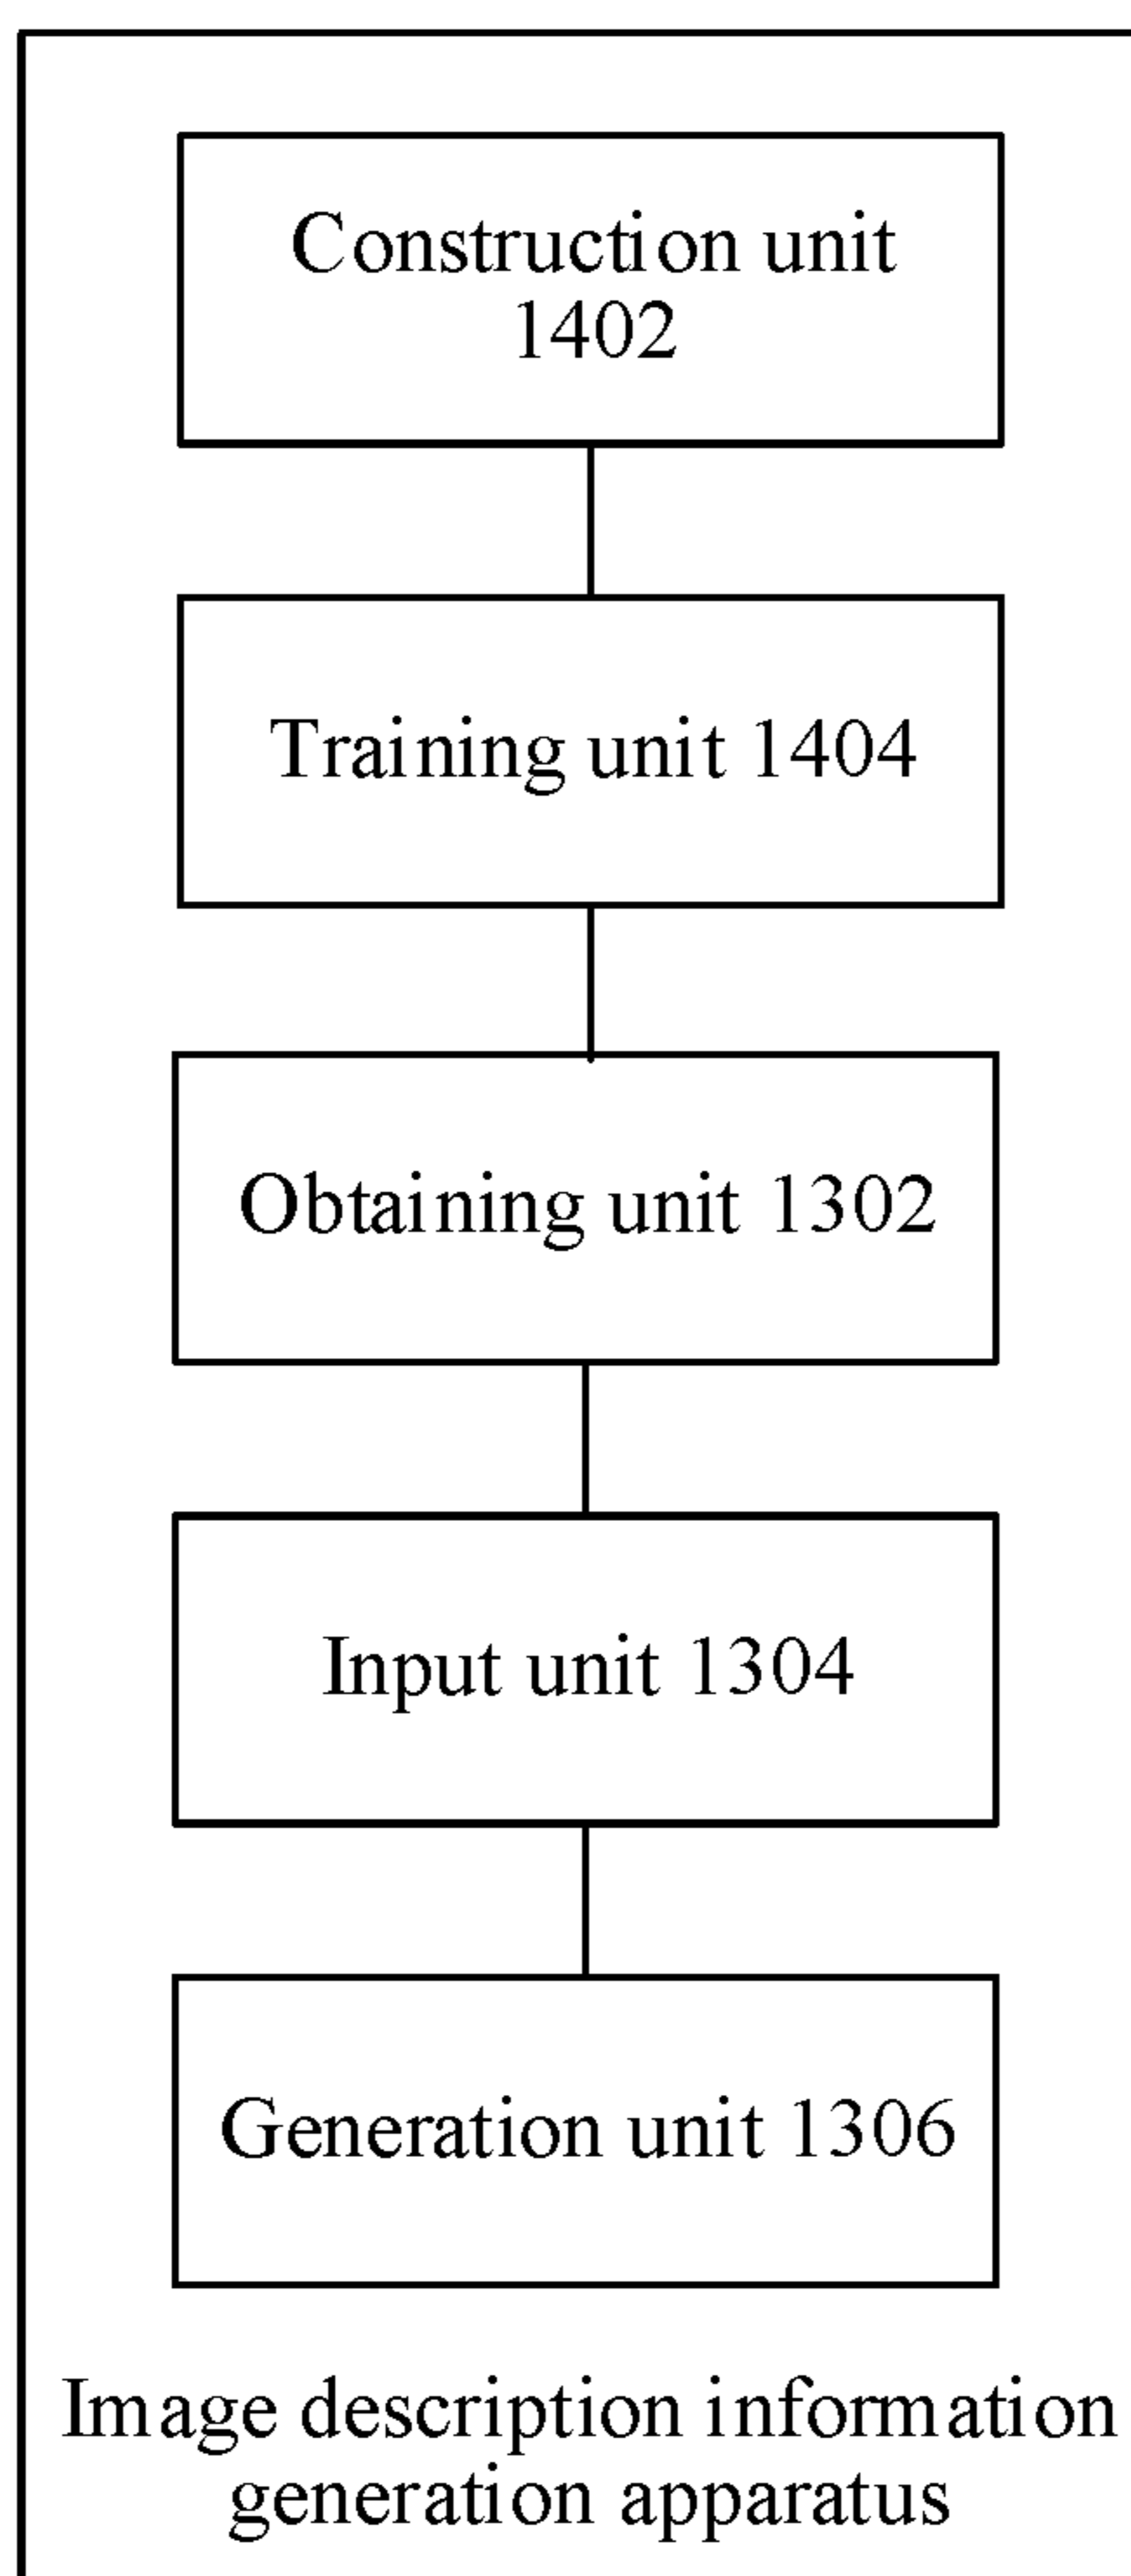 Construction unit
1402
Training unit 1404
Obtaining unit 1302
Input unit 1304
Generation unit 1306
Image description information
generation apparatus